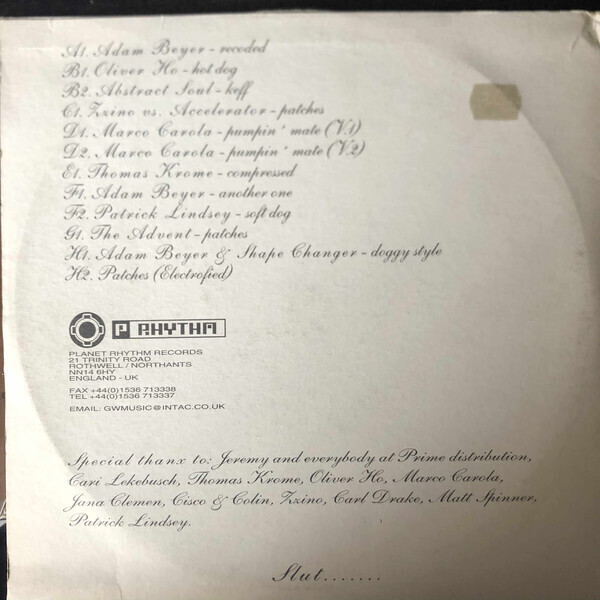 A1. Adam Beyer - recoded
B1. Oliver Ho - hot dog
B2. Abstract Soul - keff
C1. Zzino vs. Accelerator - patches
D1. Marco Carola - pumpin' mate (V.1)
D2. Marco Carola - pumpin' mate (V.2)
E1. Thomas Krome - compressed
F1. Adam Beyer - another one
F2. Patrick Lindsey - soft dog
G1. The Advent - patches
H1. Adam Beyer & Shape Changer - doggy style
H2. Patches (Electrofied)
P RHYTHM
PLANET RHYTHM RECORDS
21 TRINITY ROAD
ROTHWELL / NORTHANTS
NN14 6HY
ENGLAND - UK
FAX +44(0)1536 713338
TEL +44(0)1536 713337
EMAIL: GWMUSIC@INTAC.CO.UK
Special thanx to: Jeremy and everybody at Prime distribution,
Cari Lekebusch, Thomas Krome, Oliver Ho, Marco Carola,
Jana Clemen, Cisco & Colin, Zzino, Carl Drake, Matt Spinner,
Patrick Lindsey.
Slut.......